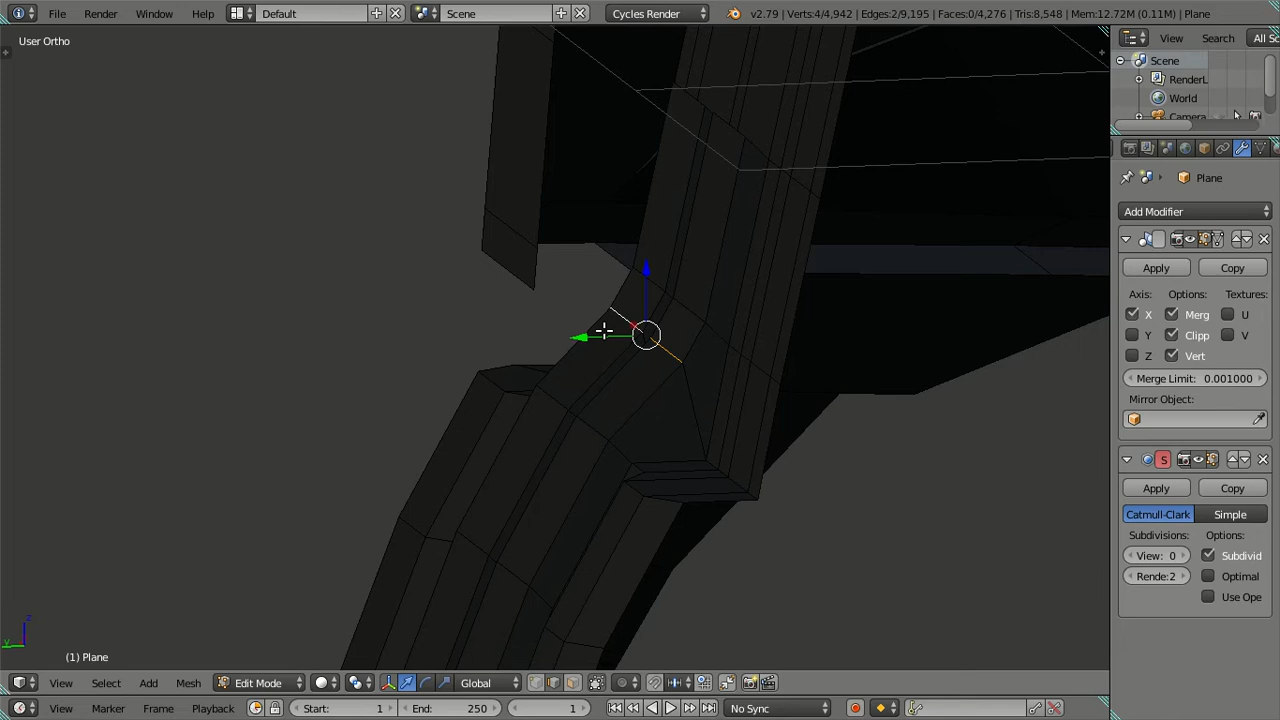 File Render Window Help Default Scene Cycles Render v2.79 | Verts:4/4,942 | Edges:2/9,195 | Faces:0/4,276 | Tris:8,548 | Mem:12.72M (0.11M) | Plane
User Ortho
View Search All Sc
Scene
RenderL
World
Camera
Plane
Add Modifier
Apply Copy
Axis: Options: Textures:
X Merg U
Y Clipp V
Z Vert
Merge Limit: 0.001000
Mirror Object:
S
Apply Copy
Catmull-Clark Simple
Subdivisions: Options:
View: 0 Subdivid
Rende:2 Optimal
Use Ope
z
y
(1) Plane
View Select Add Mesh Edit Mode Global
View Marker Frame Playback Start: 1 End: 250 1 No Sync